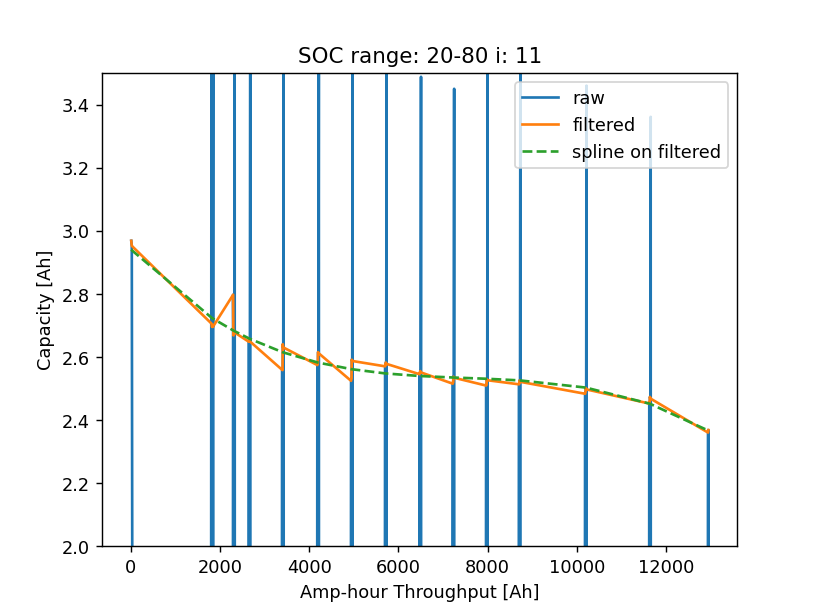 SOC range: 20-80 i: 11
raw
filtered
spline on filtered
Capacity [Ah]
3.4
3.2
3.0
2.8
2.6
2.4
2.2
2.0
0 2000 4000 6000 8000 10000 12000
Amp-hour Throughput [Ah]